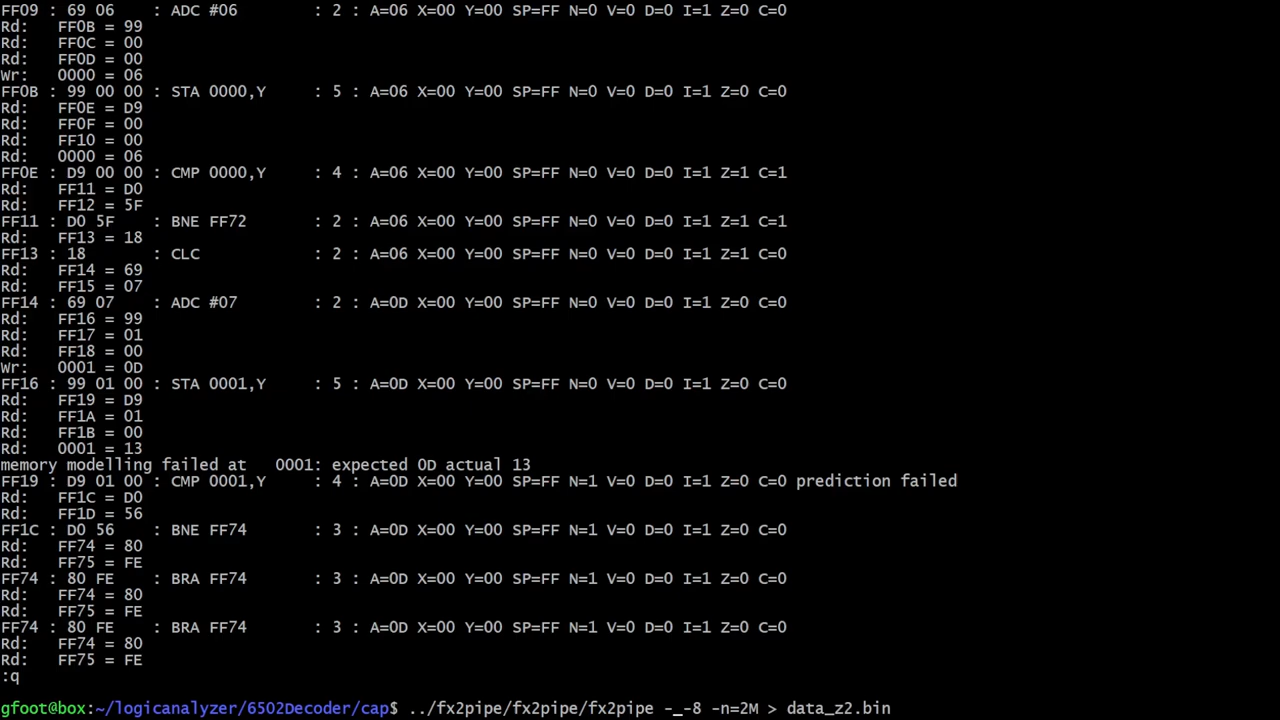 FF09 : 69 06    : ADC #06       : 2 : A=06 X=00 Y=00 SP=FF N=0 V=0 D=0 I=1 Z=0 C=0
Rd:   FF0B = 99
Rd:   FF0C = 00
Rd:   FF0D = 00
Wr:   0000 = 06
FF0B : 99 00 00 : STA 0000,Y    : 5 : A=06 X=00 Y=00 SP=FF N=0 V=0 D=0 I=1 Z=0 C=0
Rd:   FF0E = D9
Rd:   FF0F = 00
Rd:   FF10 = 00
Rd:   0000 = 06
FF0E : D9 00 00 : CMP 0000,Y    : 4 : A=06 X=00 Y=00 SP=FF N=0 V=0 D=0 I=1 Z=1 C=1
Rd:   FF11 = D0
Rd:   FF12 = 5F
FF11 : D0 5F    : BNE FF72      : 2 : A=06 X=00 Y=00 SP=FF N=0 V=0 D=0 I=1 Z=1 C=1
Rd:   FF13 = 18
FF13 : 18       : CLC           : 2 : A=06 X=00 Y=00 SP=FF N=0 V=0 D=0 I=1 Z=1 C=0
Rd:   FF14 = 69
Rd:   FF15 = 07
FF14 : 69 07    : ADC #07       : 2 : A=0D X=00 Y=00 SP=FF N=0 V=0 D=0 I=1 Z=0 C=0
Rd:   FF16 = 99
Rd:   FF17 = 01
Rd:   FF18 = 00
Wr:   0001 = 0D
FF16 : 99 01 00 : STA 0001,Y    : 5 : A=0D X=00 Y=00 SP=FF N=0 V=0 D=0 I=1 Z=0 C=0
Rd:   FF19 = D9
Rd:   FF1A = 01
Rd:   FF1B = 00
Rd:   0001 = 13
memory modelling failed at   0001: expected 0D actual 13
FF19 : D9 01 00 : CMP 0001,Y    : 4 : A=0D X=00 Y=00 SP=FF N=1 V=0 D=0 I=1 Z=0 C=0 prediction failed
Rd:   FF1C = D0
Rd:   FF1D = 56
FF1C : D0 56    : BNE FF74      : 3 : A=0D X=00 Y=00 SP=FF N=1 V=0 D=0 I=1 Z=0 C=0
Rd:   FF74 = 80
Rd:   FF75 = FE
FF74 : 80 FE    : BRA FF74      : 3 : A=0D X=00 Y=00 SP=FF N=1 V=0 D=0 I=1 Z=0 C=0
Rd:   FF74 = 80
Rd:   FF75 = FE
FF74 : 80 FE    : BRA FF74      : 3 : A=0D X=00 Y=00 SP=FF N=1 V=0 D=0 I=1 Z=0 C=0
Rd:   FF74 = 80
Rd:   FF75 = FE
:q
gfoot@box:~/logicanalyzer/6502Decoder/cap$ ../fx2pipe/fx2pipe/fx2pipe -_-8 -n=2M > data_z2.bin